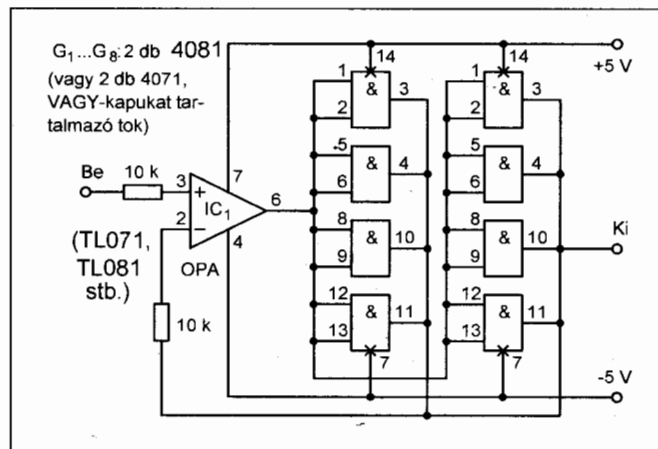 G1...G8: 2 db 4081
(vagy 2 db 4071,
VAGY-kapukat tar-
talmazó tok)
Be
10 k
3
+
2
−
IC1
7
4
6
OPA
(TL071,
TL081
stb.)
10 k
14
1
2
&
3
5
6
&
4
8
9
&
10
12
13
&
11
7
14
1
2
&
3
5
6
&
4
8
9
&
10
12
13
&
11
7
+5 V
Ki
-5 V